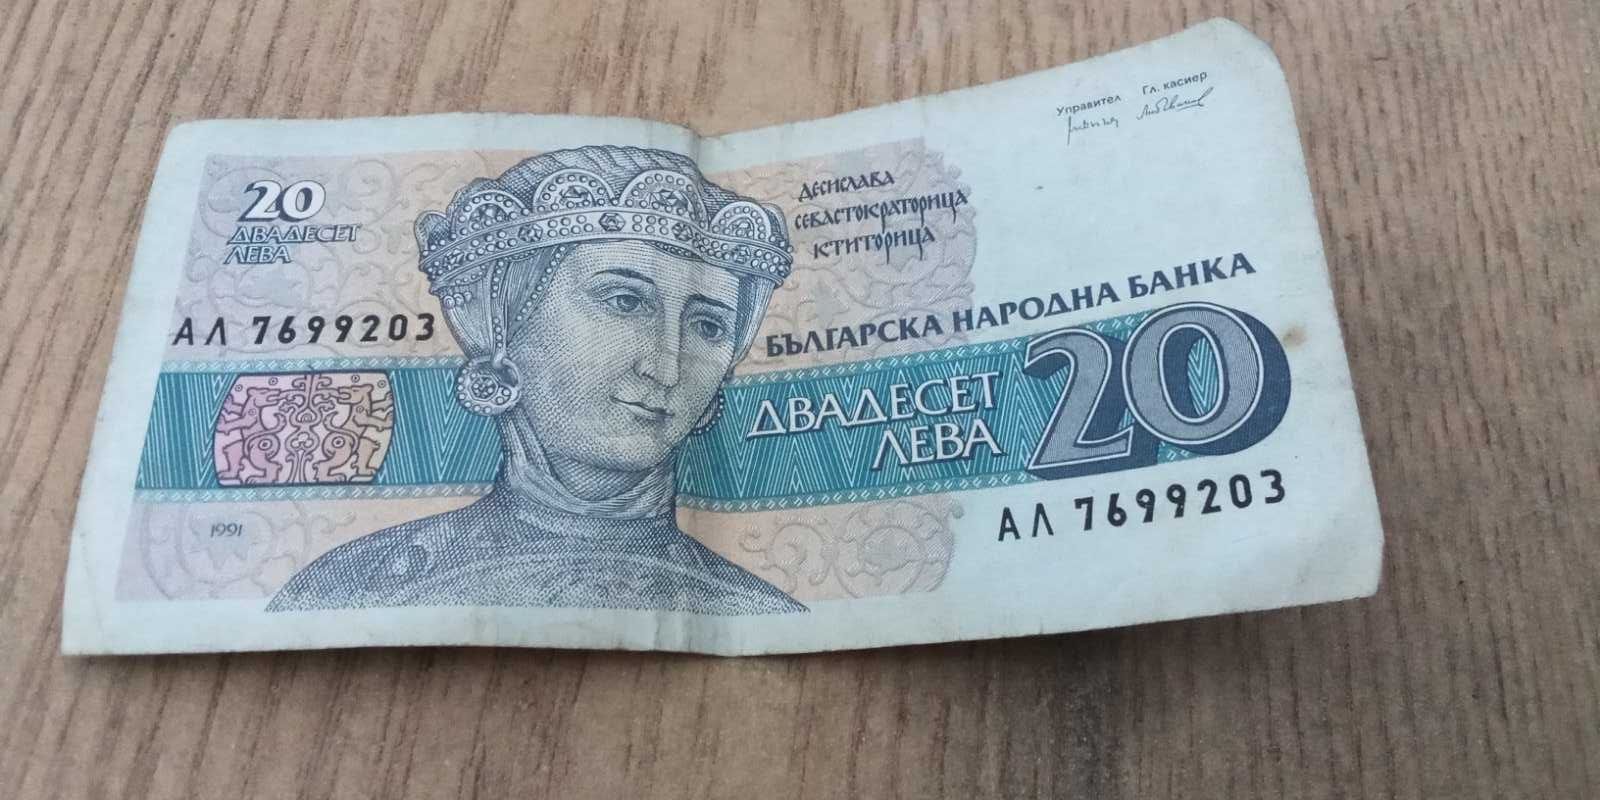 Управител Гл. касиер
20
ДВАДЕСЕТ
ЛЕВА
ДЕСИСЛАВА
СЕВАСТОКРАТОРИЦА
КТИТОРИЦА
АЛ 7699203
БЪЛГАРСКА НАРОДНА БАНКА
ДВАДЕСЕТ
ЛЕВА
20
АЛ 7699203
1991